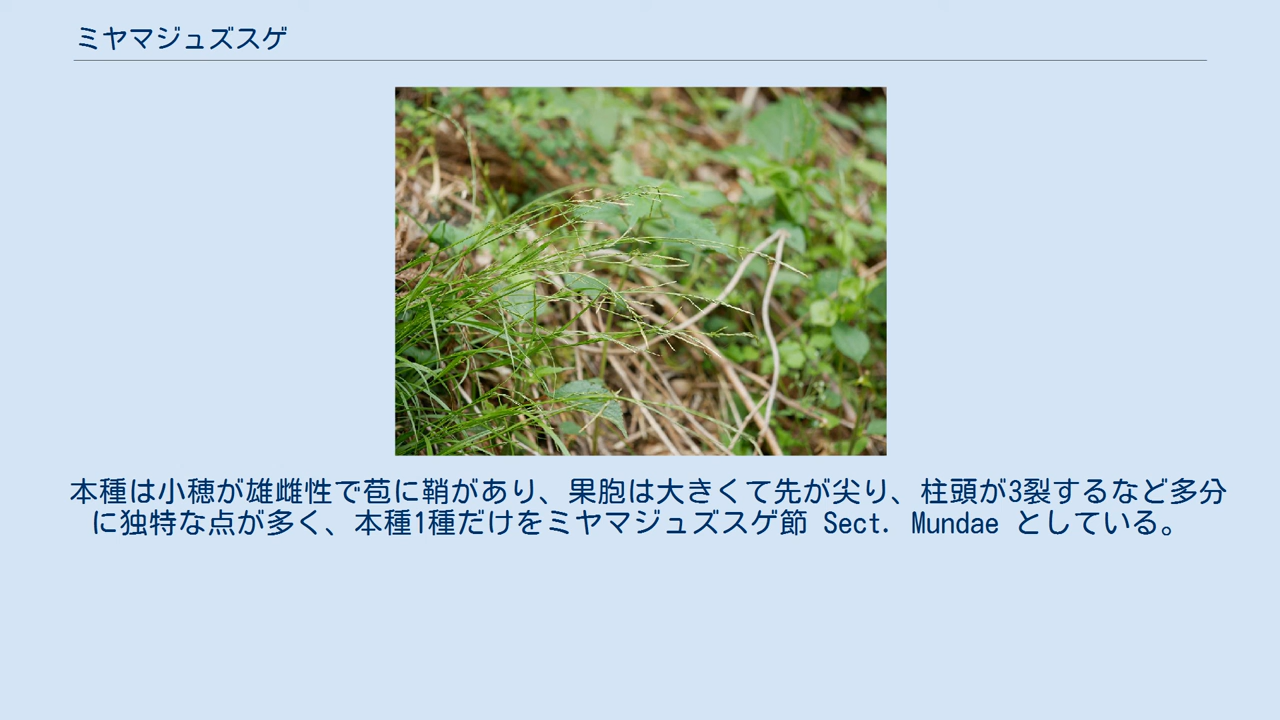 ミヤマジュズスゲ
本種は小穂が雄雌性で苞に鞘があり、果胞は大きくて先が尖り、柱頭が3裂するなど多分
に独特な点が多く、本種1種だけをミヤマジュズスゲ節 Sect. Mundae としている。